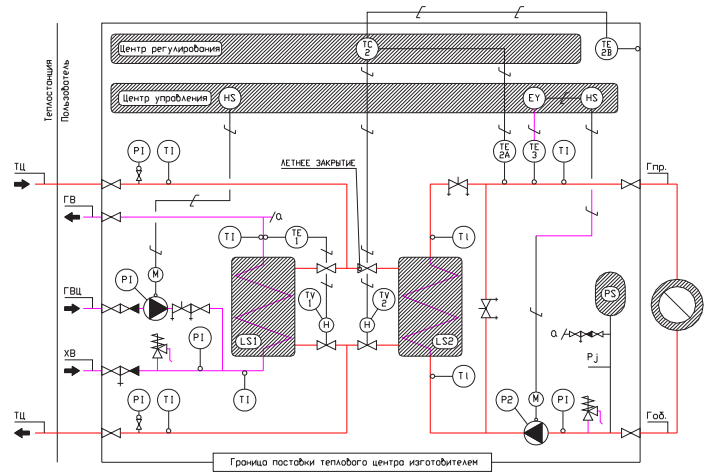 TC
2
TE
2B
Центр регулирования
Центр управления
HS
EY
HS
Теплостанция
Пользователь
PI
TI
TE
2A
TE
3
TI
ТЦ
ЛЕТНЕЕ ЗАКРЫТИЕ
Гпр.
ГВ
a
TI
TE
1
TI
M
PI
ГВЦ
TV
1
TV
2
PS
H
H
a
PI
LS1
LS2
ХВ
Pj
TI
TI
ТЦ
PI
TI
P2
M
PI
Гоб.
Граница поставки теплового центра изготовителем